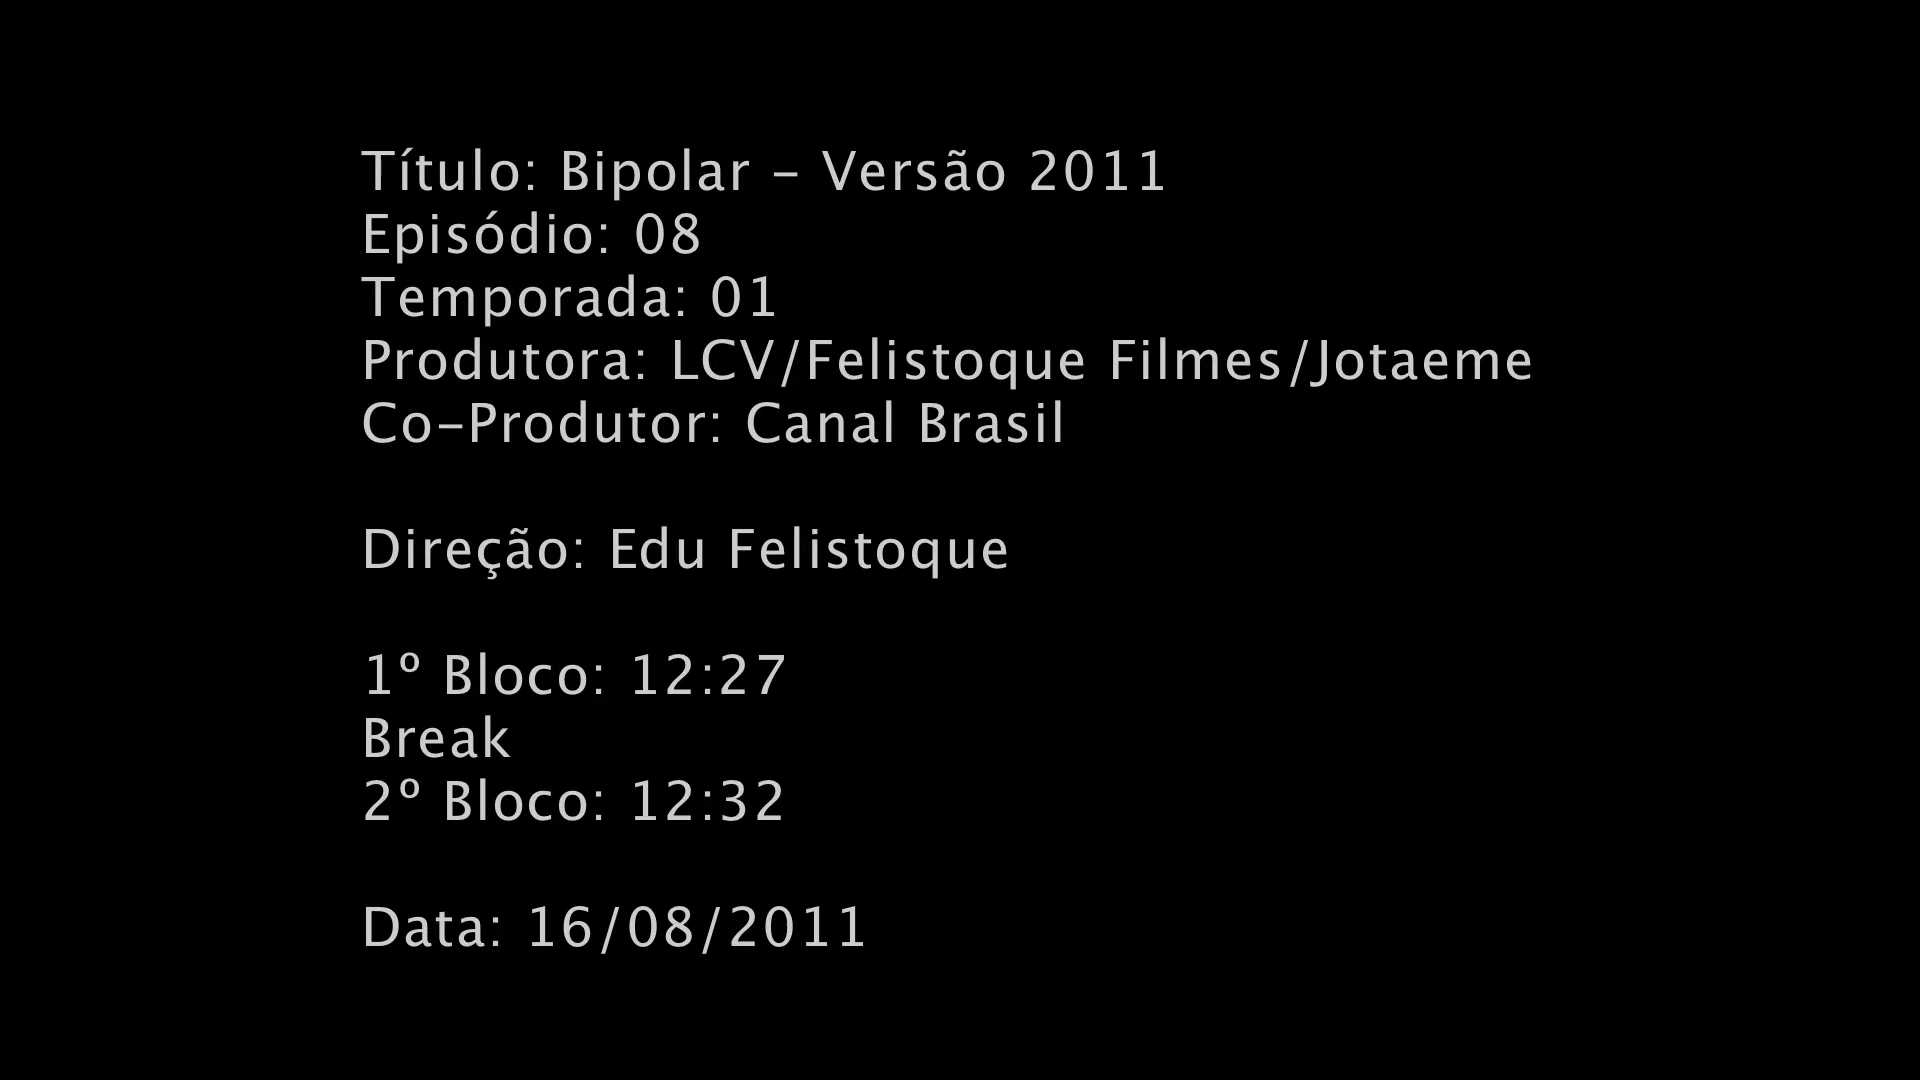 Título: Bipolar - Versão 2011
Episódio: 08
Temporada: 01
Produtora: LCV/Felistoque Filmes/Jotaeme
Co-Produtor: Canal Brasil
Direção: Edu Felistoque
1º Bloco: 12:27
Break
2º Bloco: 12:32
Data: 16/08/2011